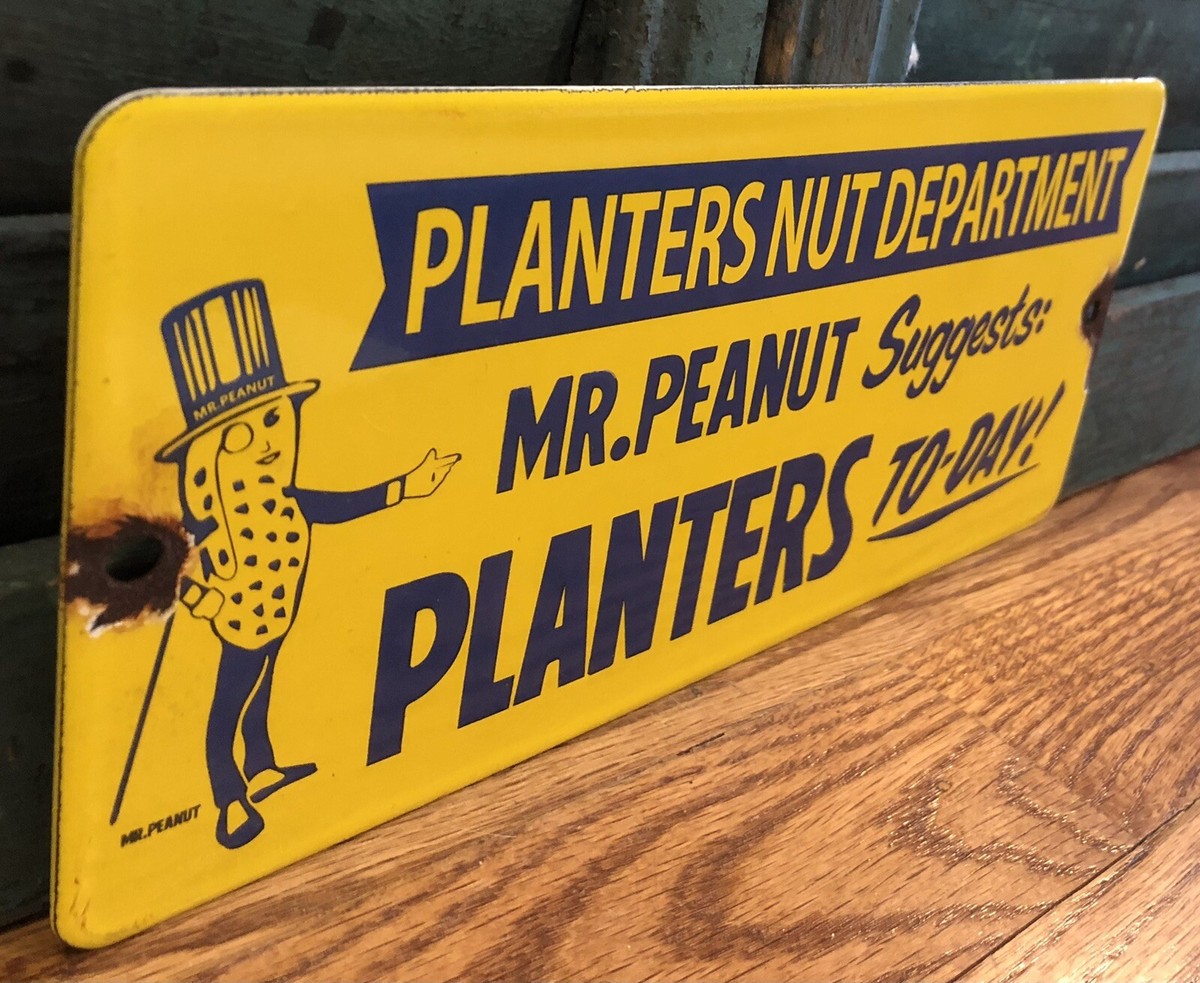 PLANTERS NUT DEPARTMENT
MR. PEANUT Suggests:
PLANTERS TO-DAY!
MR. PEANUT
MR. PEANUT